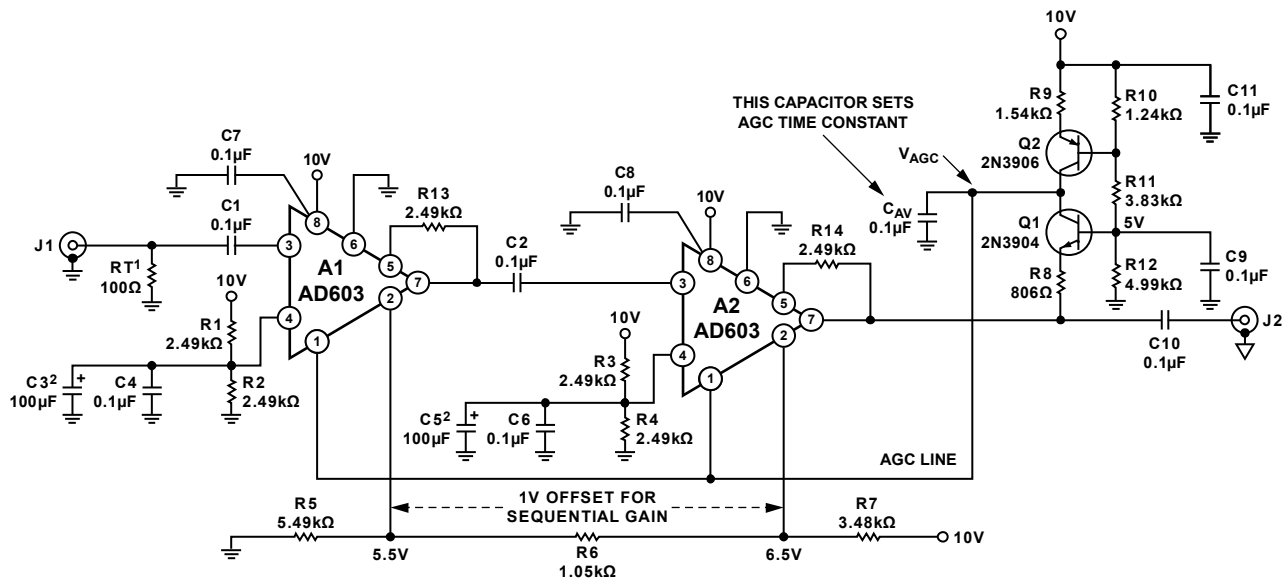 10V
R9
1.54kΩ
R10
1.24kΩ
C11
0.1µF
THIS CAPACITOR SETS
AGC TIME CONSTANT
Q2
2N3906
C7
0.1µF
10V
R13
2.49kΩ
C8
0.1µF
10V
V AGC
C AV
0.1µF
R11
3.83kΩ
R14
2.49kΩ
Q1
2N3904
5V
J1
C1
0.1µF
RT1
100Ω
8
6
5
3
7
2
4
1
A1
AD603
C2
0.1µF
8
6
5
3
7
2
4
1
A2
AD603
R8
806Ω
R12
4.99kΩ
C9
0.1µF
J2
C10
0.1µF
10V
R1
2.49kΩ
C3²
+
100µF
C4
0.1µF
R2
2.49kΩ
10V
R3
2.49kΩ
C5²
+
100µF
C6
0.1µF
R4
2.49kΩ
AGC LINE
1V OFFSET FOR
SEQUENTIAL GAIN
R5
5.49kΩ
5.5V
R6
1.05kΩ
6.5V
R7
3.48kΩ
10V